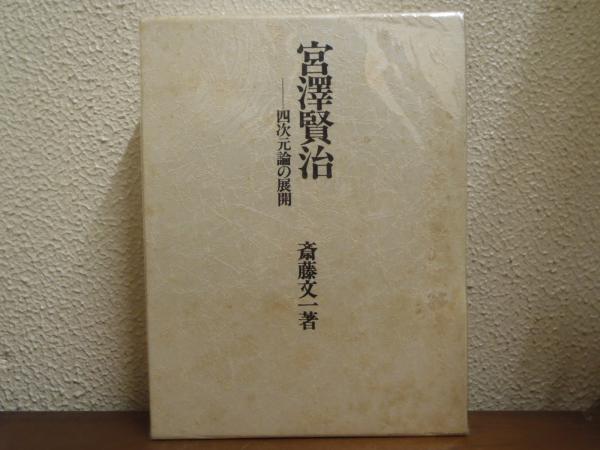 宮澤賢治
——四次元論の展開
斎藤文一著